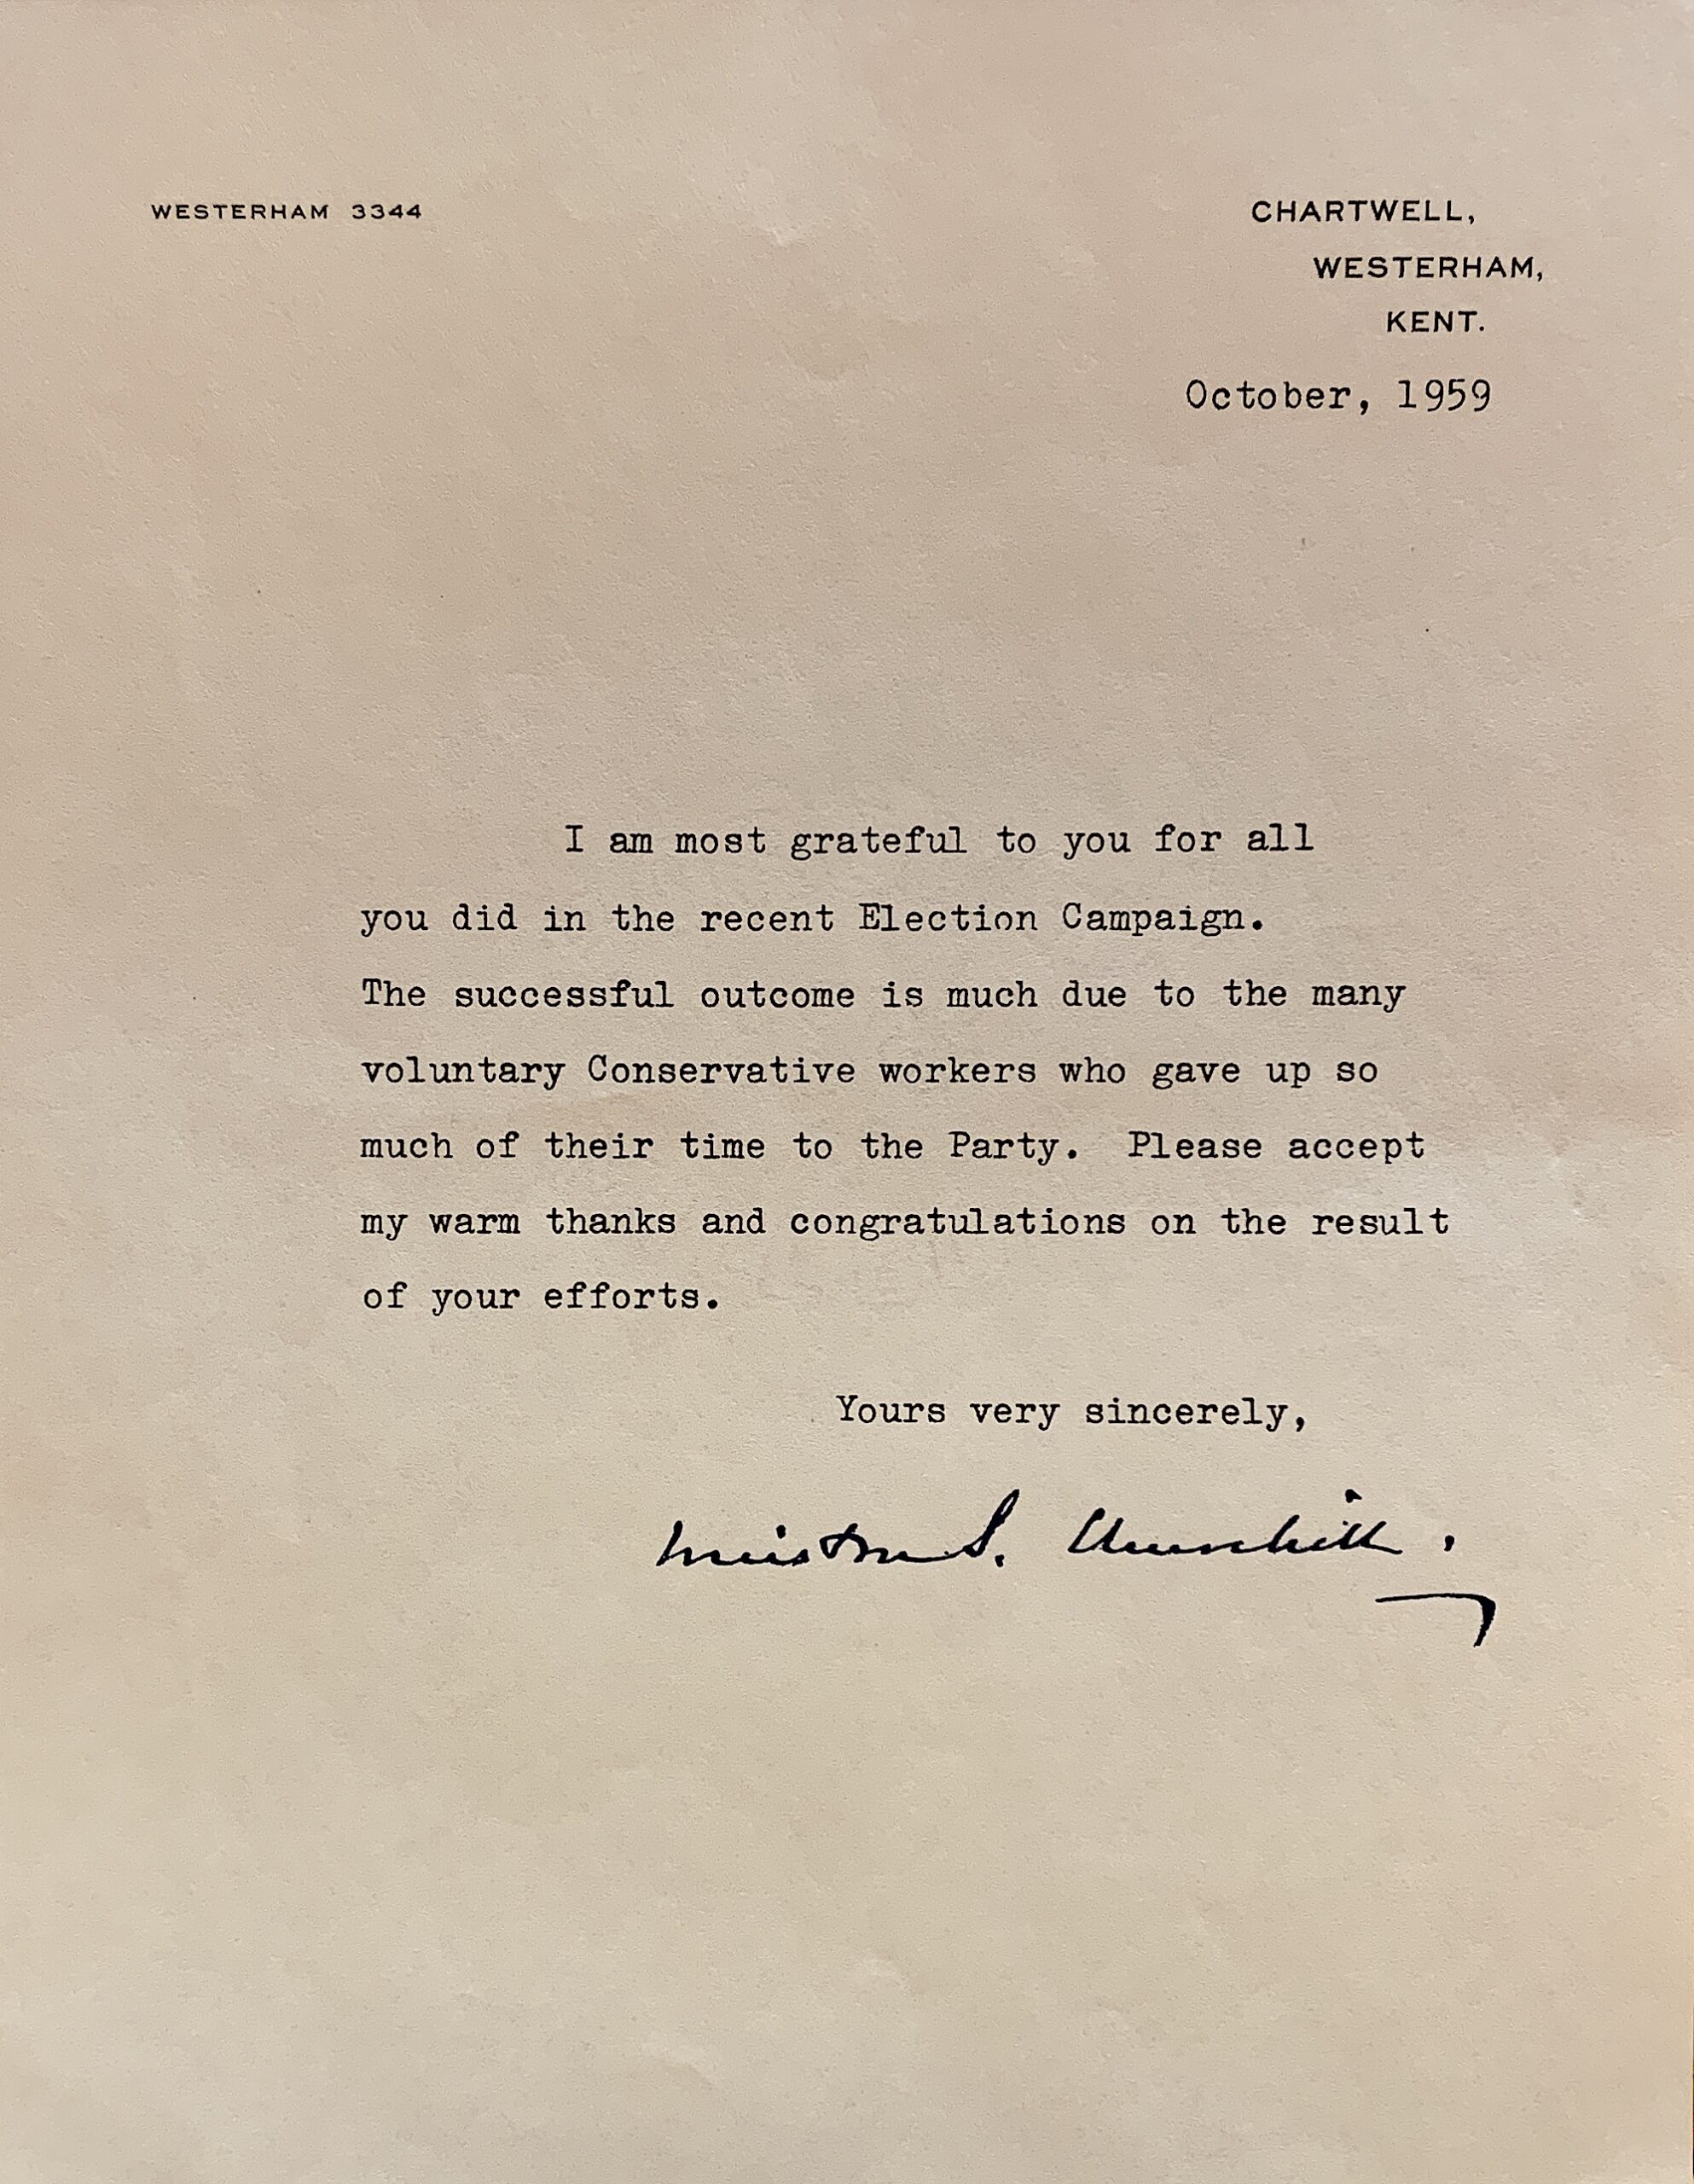 WESTERHAM 3344
CHARTWELL,
WESTERHAM,
KENT.
October, 1959
I am most grateful to you for all
you did in the recent Election Campaign.
The successful outcome is much due to the many
voluntary Conservative workers who gave up so
much of their time to the Party.  Please accept
my warm thanks and congratulations on the result
of your efforts.
Yours very sincerely,
Winston S. Churchill.